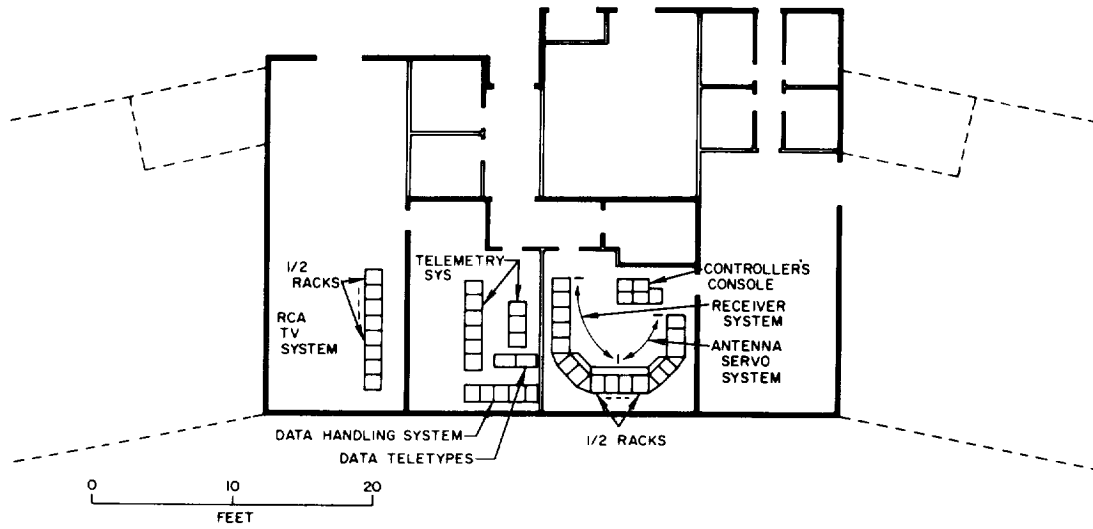 1/2
RACKS
RCA
TV
SYSTEM
TELEMETRY
SYS
CONTROLLER'S
CONSOLE
RECEIVER
SYSTEM
ANTENNA
SERVO
SYSTEM
DATA HANDLING SYSTEM
DATA TELETYPES
1/2 RACKS
0 10 20
FEET